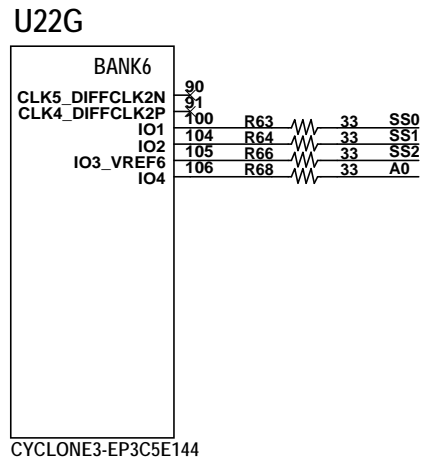 U22G
BANK6
CLK5_DIFFCLK2N 90
CLK4_DIFFCLK2P 91
IO1 100 R63 33 SS0
IO2 104 R64 33 SS1
IO3_VREF6 105 R66 33 SS2
IO4 106 R68 33 A0
CYCLONE3-EP3C5E144